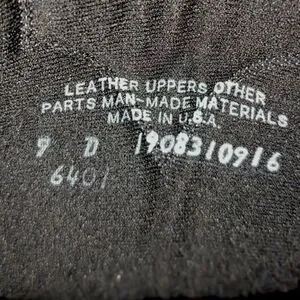 LEATHER UPPERS OTHER
PARTS MAN-MADE MATERIALS
MADE IN U.S.A.
9 D 1908310916
6401